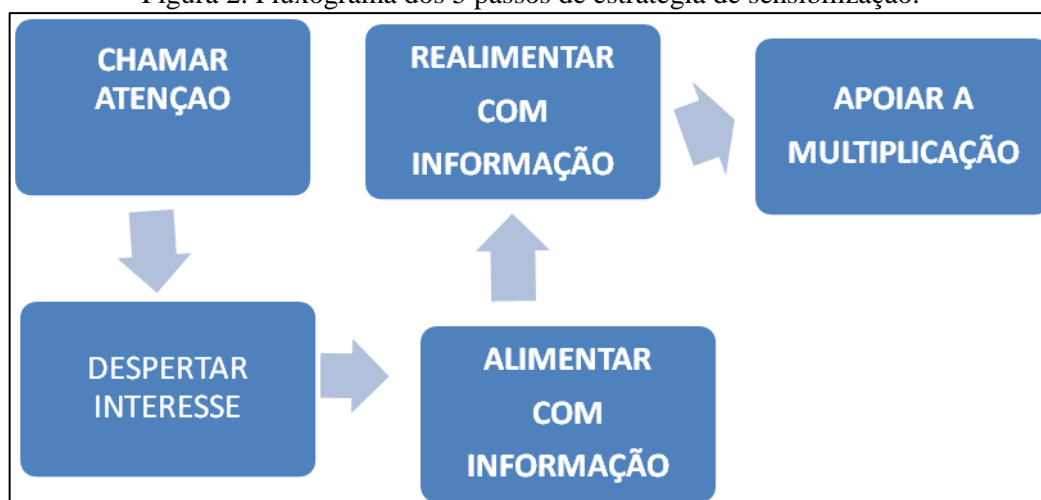 Figura 2. Fluxograma dos 5 passos de estratégia de sensibilização.
CHAMAR
ATENÇAO
DESPERTAR
INTERESSE
ALIMENTAR
COM
INFORMAÇÃO
REALIMENTAR
COM
INFORMAÇÃO
APOIAR A
MULTIPLICAÇÃO